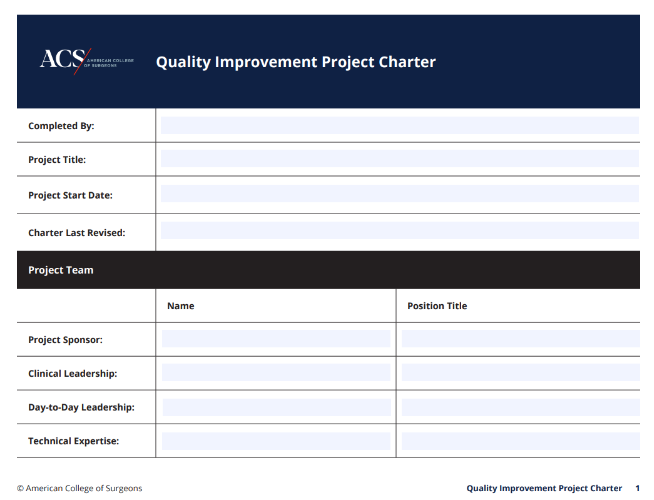 ACS AMERICAN COLLEGE
OF SURGEONS
Quality Improvement Project Charter
Completed By:
Project Title:
Project Start Date:
Charter Last Revised:
Project Team
Name Position Title
Project Sponsor:
Clinical Leadership:
Day-to-Day Leadership:
Technical Expertise:
© American College of Surgeons Quality Improvement Project Charter 1